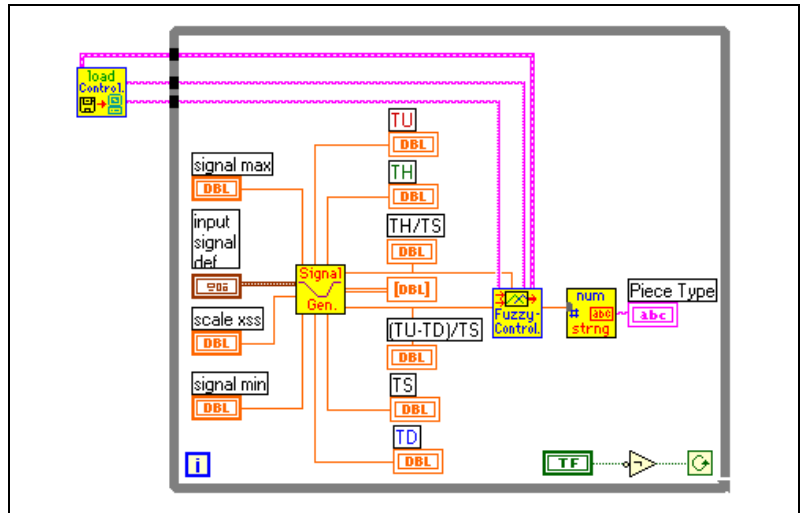 load
Control.
TU
DBL
signal max
DBL
TH
DBL
input
signal
def
TH/TS
DBL
Signal
Gen.
[DBL]
Fuzzy-
Control.
num
# abc
strng
Piece Type
abc
scale xss
DBL
(TU-TD)/TS
DBL
signal min
DBL
TS
DBL
TD
DBL
i
TF